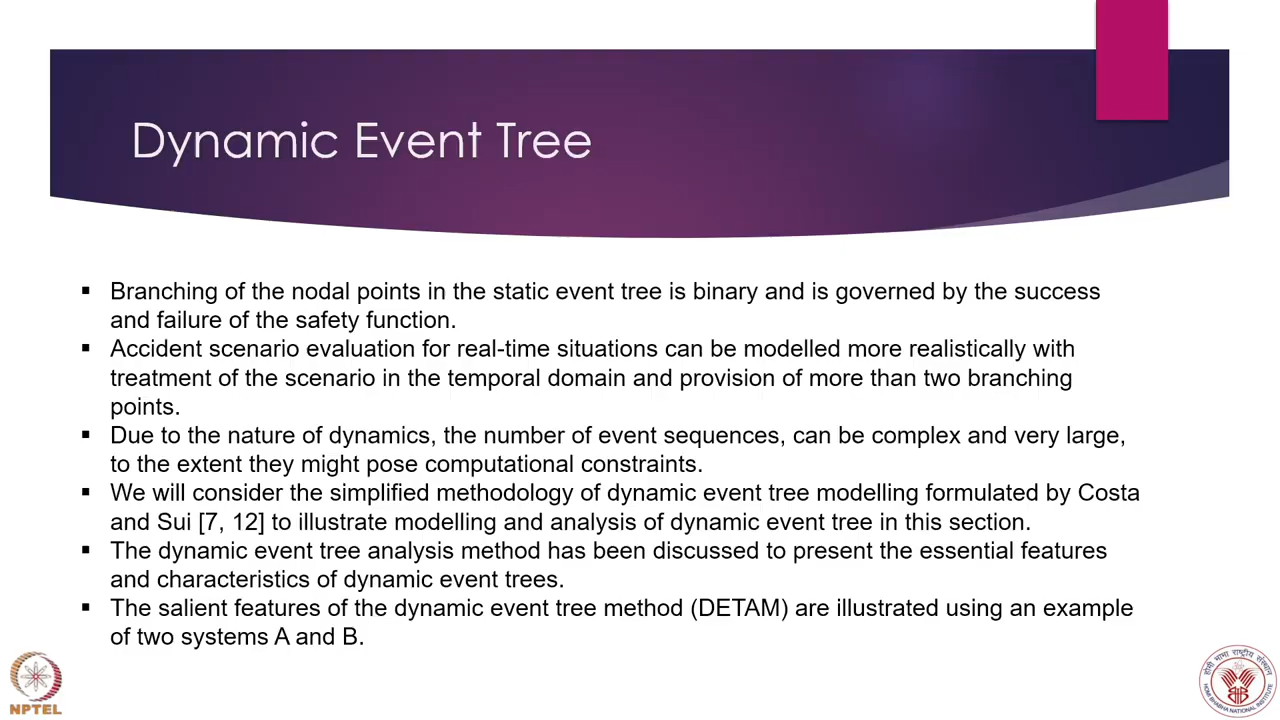 Dynamic Event Tree
▪ Branching of the nodal points in the static event tree is binary and is governed by the success
and failure of the safety function.
▪ Accident scenario evaluation for real-time situations can be modelled more realistically with
treatment of the scenario in the temporal domain and provision of more than two branching
points.
▪ Due to the nature of dynamics, the number of event sequences, can be complex and very large,
to the extent they might pose computational constraints.
▪ We will consider the simplified methodology of dynamic event tree modelling formulated by Costa
and Sui [7, 12] to illustrate modelling and analysis of dynamic event tree in this section.
▪ The dynamic event tree analysis method has been discussed to present the essential features
and characteristics of dynamic event trees.
▪ The salient features of the dynamic event tree method (DETAM) are illustrated using an example
of two systems A and B.
NPTEL
होमी भाभा राष्ट्रीय संस्थान
HOMI BHABHA NATIONAL INSTITUTE